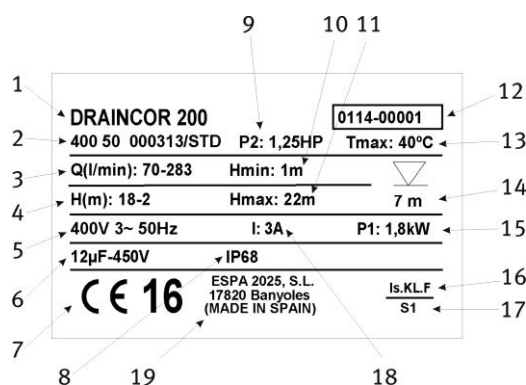 9 10 11
1 DRAINCOR 200 0114-00001 12
2 400 50 000313/STD P2: 1,25HP Tmax: 40ºC 13
3 Q(l/min): 70-283 Hmin: 1m
4 H(m): 18-2 Hmax: 22m 7 m 14
5 400V 3~ 50Hz I: 3A P1: 1,8kW 15
6 12µF-450V IP68
7 CE 16 ESPA 2025, S.L. Is.KL.F 16
17820 Banyoles S1 17
(MADE IN SPAIN)
8 19 18